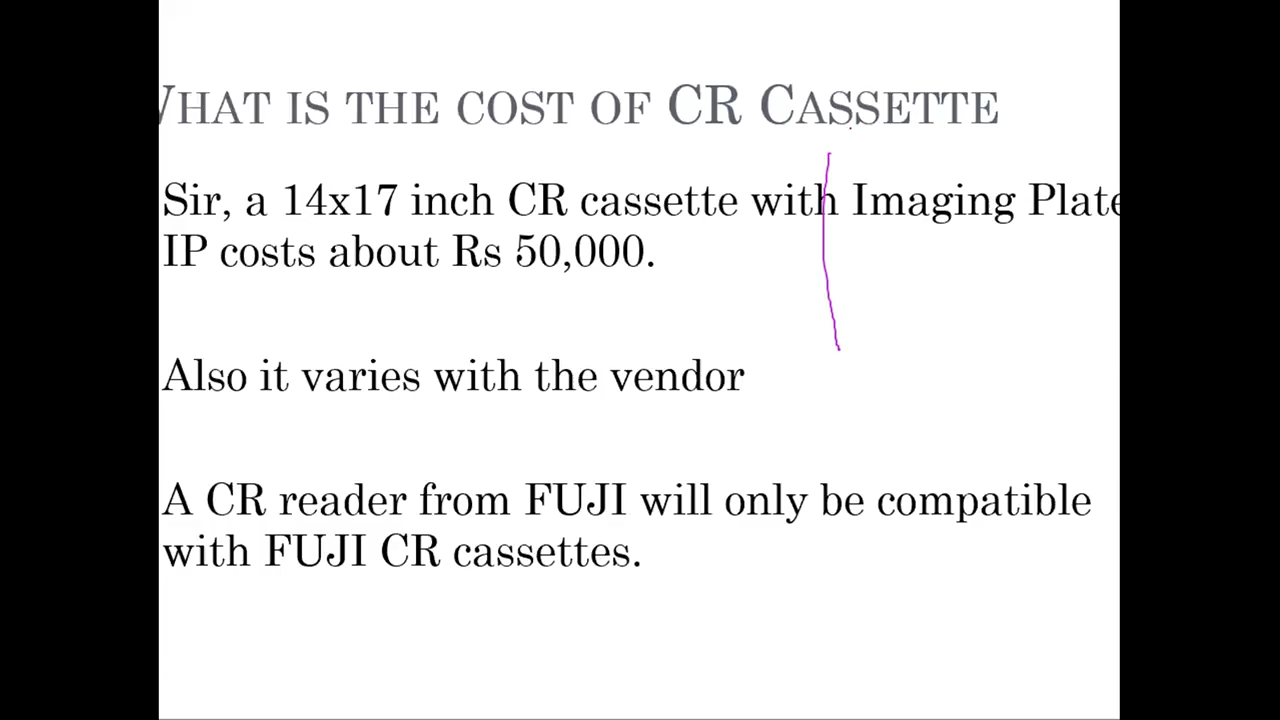 WHAT IS THE COST OF CR CASSETTE
Sir, a 14x17 inch CR cassette with Imaging Plate
IP costs about Rs 50,000.
Also it varies with the vendor
A CR reader from FUJI will only be compatible
with FUJI CR cassettes.